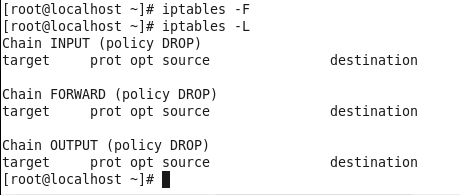 [root@localhost ~]# iptables -F
[root@localhost ~]# iptables -L
Chain INPUT (policy DROP)
target     prot opt source               destination

Chain FORWARD (policy DROP)
target     prot opt source               destination

Chain OUTPUT (policy DROP)
target     prot opt source               destination
[root@localhost ~]#